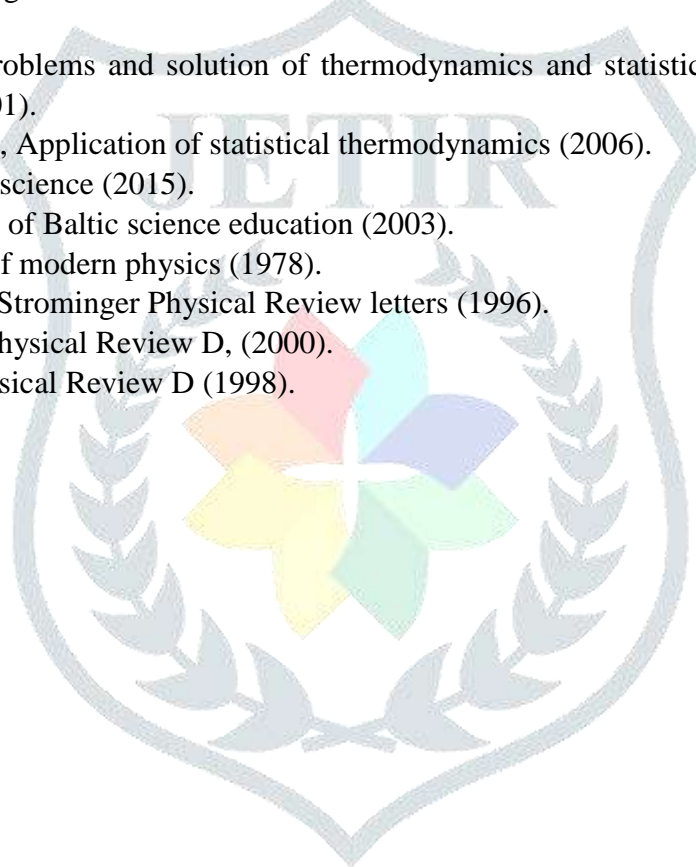 roblems and solution of thermodynamics and statistic
01).
, Application of statistical thermodynamics (2006).
science (2015).
of Baltic science education (2003).
f modern physics (1978).
Strominger Physical Review letters (1996).
hysical Review D, (2000).
sical Review D (1998).
JETIR